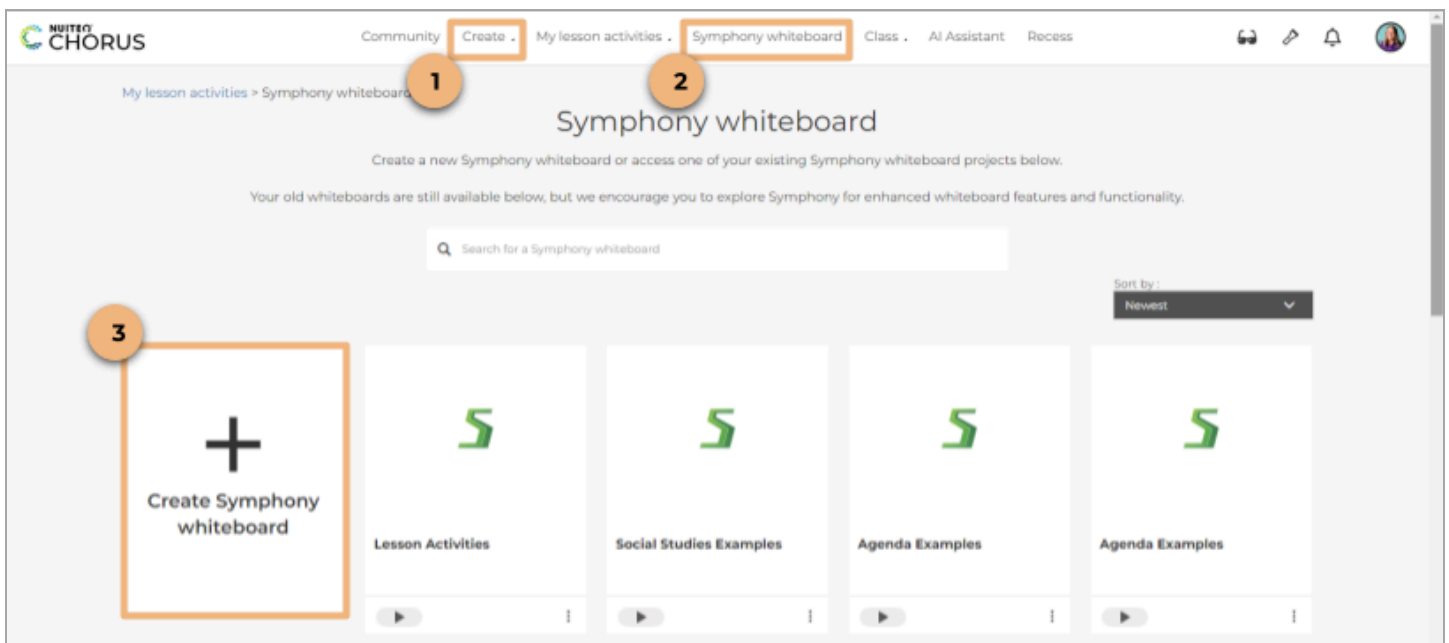 NUITEQ
CHORUS
Community Create My lesson activities Symphony whiteboard Class AI Assistant Recess
1
2
My lesson activities > Symphony whiteboard
Symphony whiteboard
Create a new Symphony whiteboard or access one of your existing Symphony whiteboard projects below.
Your old whiteboards are still available below, but we encourage you to explore Symphony for enhanced whiteboard features and functionality.
Search for a Symphony whiteboard
Sort by :
Newest
3
Create Symphony
whiteboard
Lesson Activities
Social Studies Examples
Agenda Examples
Agenda Examples